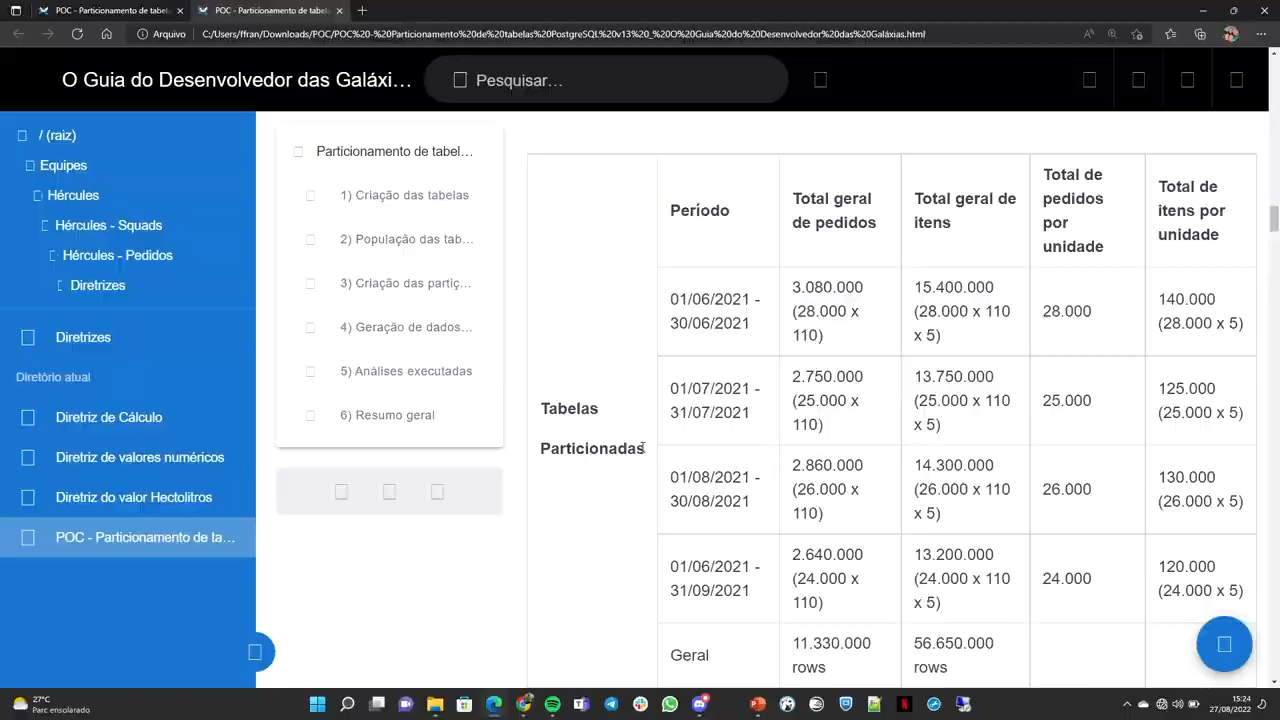 POC - Particionamento de tabelas
POC - Particionamento de tabelas
Arquivo
C:/Users/ffran/Downloads/POC/POC%20-%20Particionamento%20de%20tabelas%20PostgreSQL%20v13_%20O%20Guia%20do%20Desenvolvedor%20das%20Galáxias.html
O Guia do Desenvolvedor das Galáxi...
Pesquisar...
/ (raiz)
Equipes
Hércules
Hércules - Squads
Hércules - Pedidos
Diretrizes
Diretrizes
Diretório atual
Diretriz de Cálculo
Diretriz de valores numéricos
Diretriz do valor Hectolitros
POC - Particionamento de ta...
Particionamento de tabel...
1) Criação das tabelas
2) População das tab...
3) Criação das partiç...
4) Geração de dados...
5) Análises executadas
6) Resumo geral
Tabelas
Particionadas
Período
Total geral
de pedidos
Total geral de
itens
Total de
pedidos
por
unidade
Total de
itens por
unidade
01/06/2021 -
30/06/2021
3.080.000
(28.000 x
110)
15.400.000
(28.000 x 110
x 5)
28.000
140.000
(28.000 x 5)
01/07/2021 -
31/07/2021
2.750.000
(25.000 x
110)
13.750.000
(25.000 x 110
x 5)
25.000
125.000
(25.000 x 5)
01/08/2021 -
30/08/2021
2.860.000
(26.000 x
110)
14.300.000
(26.000 x 110
x 5)
26.000
130.000
(26.000 x 5)
01/06/2021 -
31/09/2021
2.640.000
(24.000 x
110)
13.200.000
(24.000 x 110
x 5)
24.000
120.000
(24.000 x 5)
Geral
11.330.000
rows
56.650.000
rows
27°C
Parc ensolarado
15:24
27/08/2022